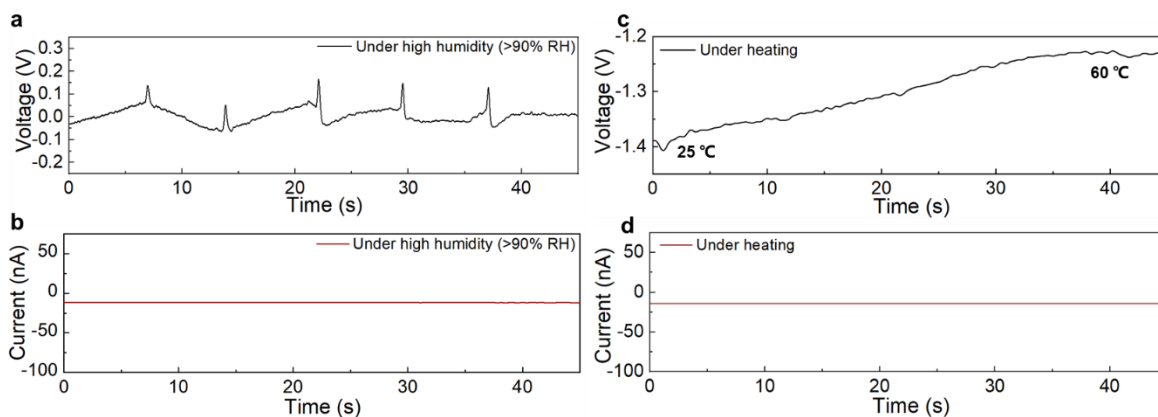 a
Under high humidity (>90% RH)
Voltage (V)
0.3
0.2
0.1
0.0
-0.1
-0.2
0 10 20 30 40
Time (s)
b
Under high humidity (>90% RH)
Current (nA)
50
0
-50
-100
0 10 20 30 40
Time (s)
c
Under heating
Voltage (V)
-1.2
-1.3
-1.4
25 ℃
60 ℃
0 10 20 30 40
Time (s)
d
Under heating
Current (nA)
50
0
-50
-100
0 10 20 30 40
Time (s)